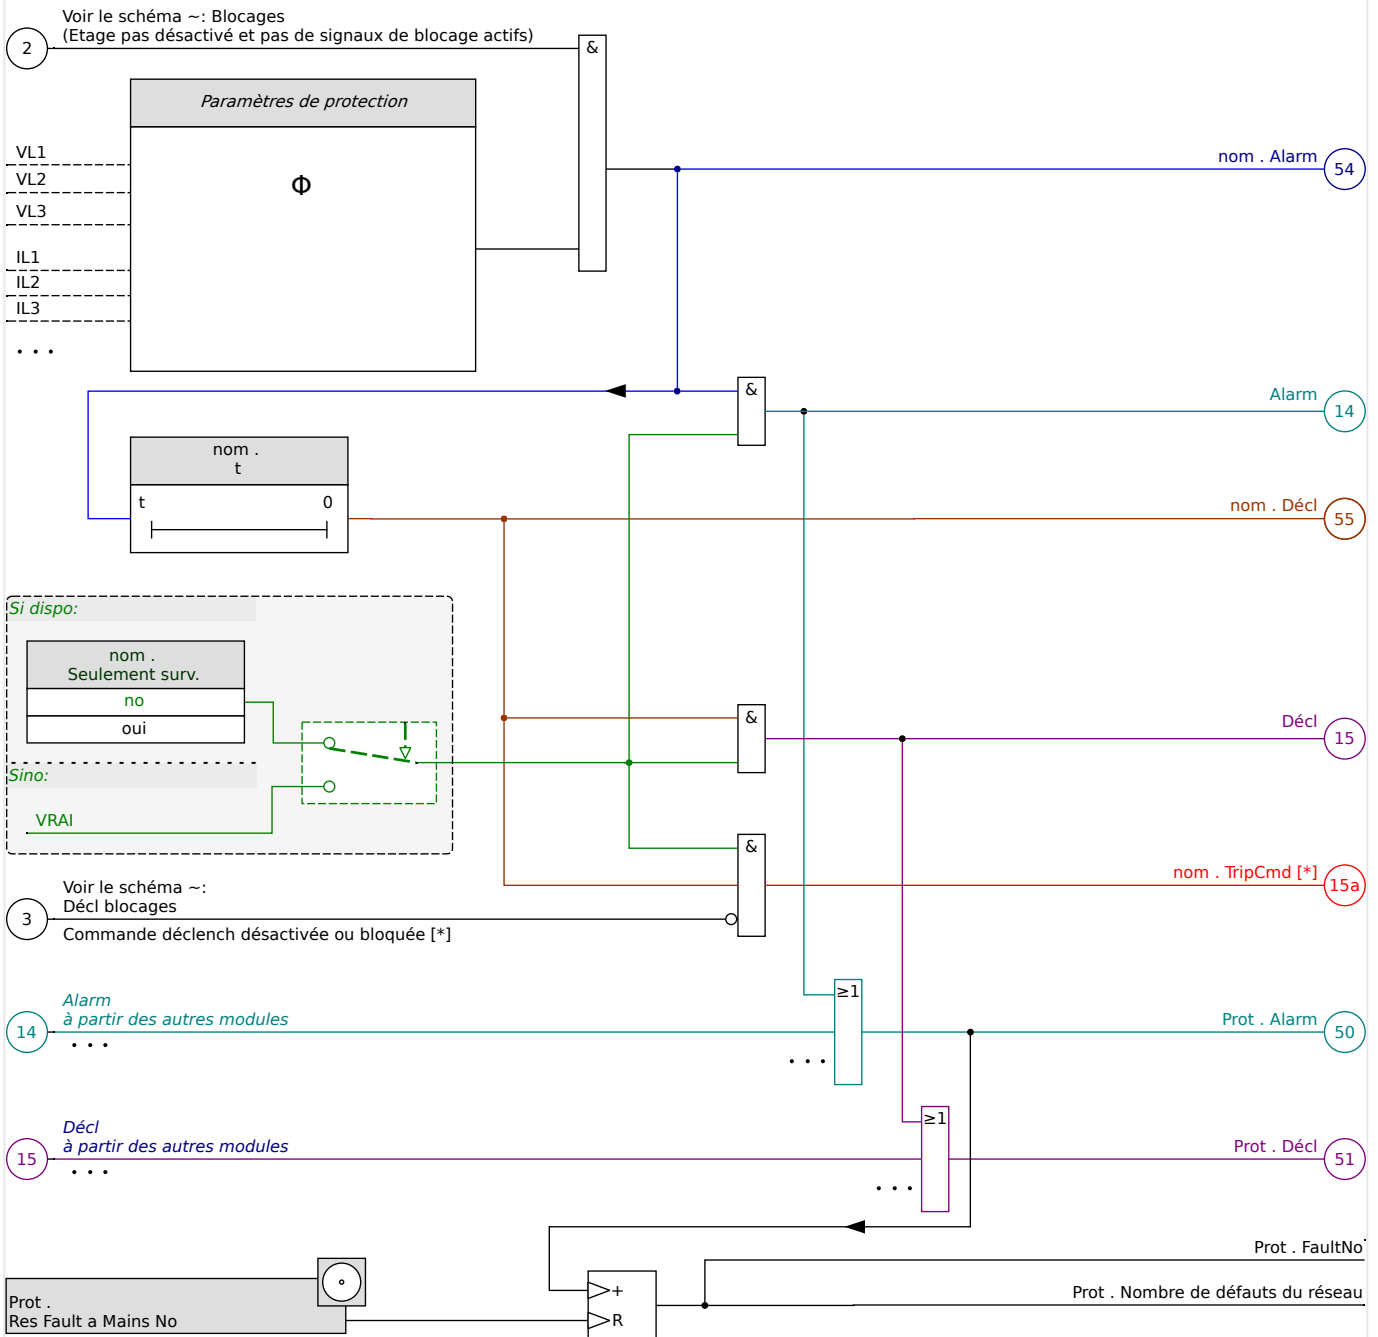 Voir le schéma ~: Blocages
(Etage pas désactivé et pas de signaux de blocage actifs)
2
&
Paramètres de protection
Φ
VL1
VL2
VL3
IL1
IL2
IL3
. . .
nom . Alarm
54
&
Alarm
14
nom .
t
t 0
nom . Décl
55
Si dispo:
nom .
Seulement surv.
no
oui
Sino:
VRAI
&
Décl
15
&
nom . TripCmd [*]
15a
Voir le schéma ~:
Décl blocages
3
Commande déclench désactivée ou bloquée [*]
Alarm
à partir des autres modules
14
. . .
≥1
. . .
Prot . Alarm
50
Décl
à partir des autres modules
15
. . .
≥1
. . .
Prot . Décl
51
Prot . FaultNo
Prot . Nombre de défauts du réseau
Prot .
Res Fault a Mains No
+
R